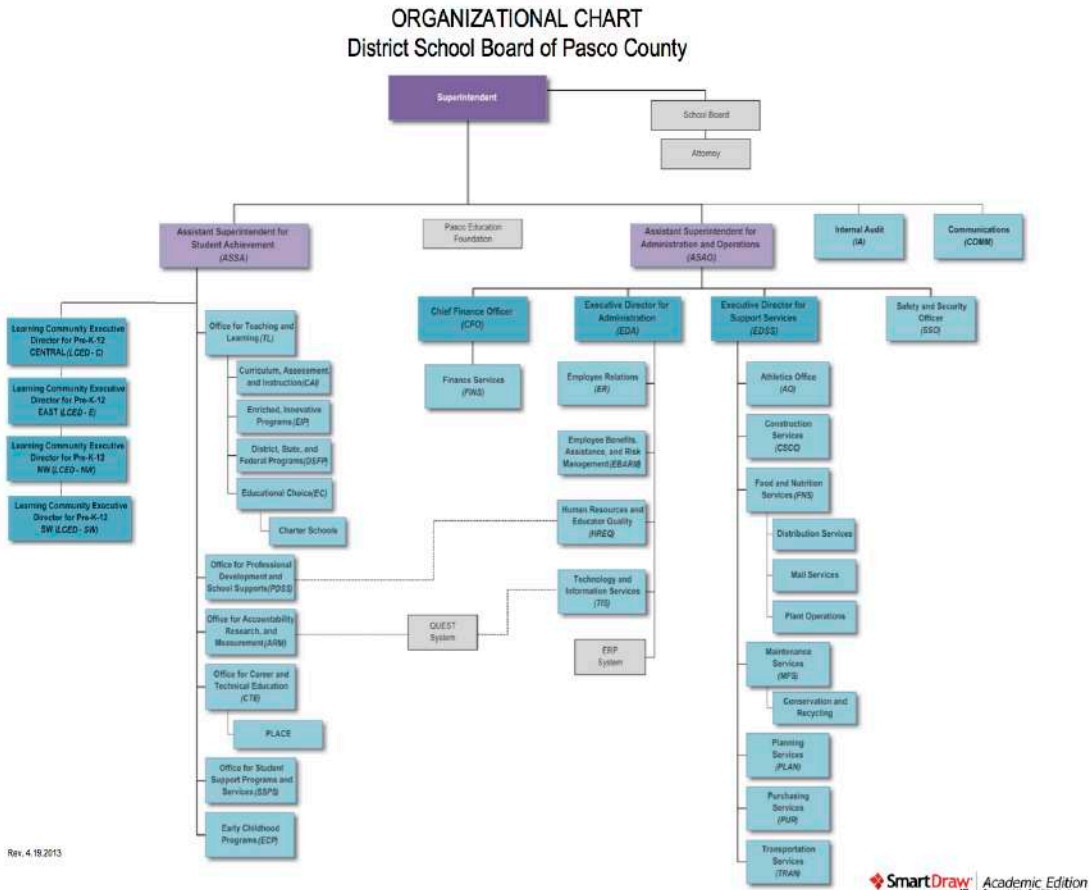 ORGANIZATIONAL CHART
District School Board of Pasco County
Superintendent
School Board
Attorney
Assistant Superintendent for
Student Achievement
(ASSA)
Pasco Education
Foundation
Assistant Superintendent for
Administration and Operations
(ASAO)
Internal Audit
(IA)
Communications
(COMM)
Learning Community Executive
Director for Pre-K-12
CENTRAL (LCED - C)
Learning Community Executive
Director for Pre-K-12
EAST (LCED - E)
Learning Community Executive
Director for Pre-K-12
NW (LCED - NW)
Learning Community Executive
Director for Pre-K-12
SW (LCED - SW)
Office for Teaching and
Learning (TL)
Curriculum, Assessment,
and Instruction (CAI)
Enriched, Innovative
Programs (EIP)
District, State, and
Federal Programs (DSFP)
Educational Choice (EC)
Charter Schools
Office for Professional
Development and
School Supports (PDSS)
Office for Accountability
Research, and
Measurement (ARM)
Office for Career and
Technical Education
(CTE)
PLACE
Office for Student
Support Programs and
Services (SSPS)
Early Childhood
Programs (ECP)
QUEST
System
Chief Finance Officer
(CFO)
Finance Services
(FINS)
Executive Director for
Administration
(EDA)
Employee Relations
(ER)
Employee Benefits,
Assistance, and Risk
Management (EBARM)
Human Resources and
Educator Quality
(HREQ)
Technology and
Information Services
(TIS)
ERP
System
Executive Director for
Support Services
(EDSS)
Athletics Office
(AO)
Construction
Services
(CSCC)
Food and Nutrition
Services (FNS)
Distribution Services
Mail Services
Plant Operations
Maintenance
Services
(MPS)
Conservation and
Recycling
Planning
Services
(PLAN)
Purchasing
Services
(PUR)
Transportation
Services
(TRAN)
Safety and Security
Officer
(SSO)
Rev. 4.19.2013
SmartDraw Academic Edition